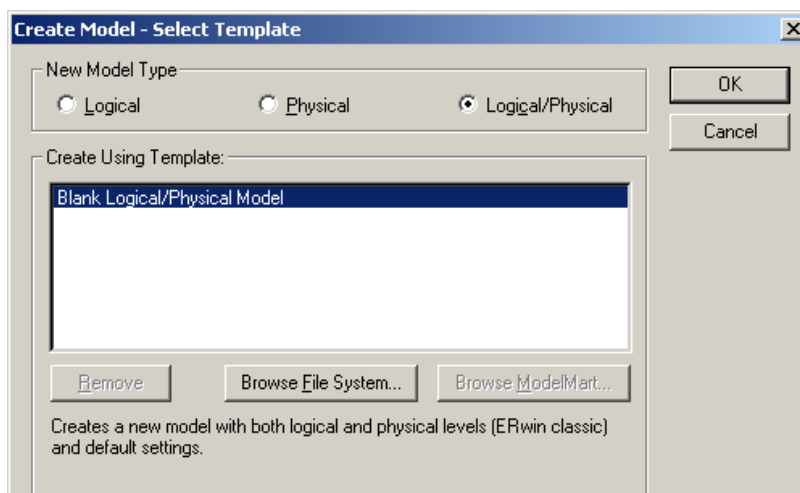 Create Model - Select Template
New Model Type
Logical
Physical
Logical/Physical
OK
Cancel
Create Using Template:
Blank Logical/Physical Model
Remove
Browse File System...
Browse ModelMart...
Creates a new model with both logical and physical levels (ERwin classic)
and default settings.